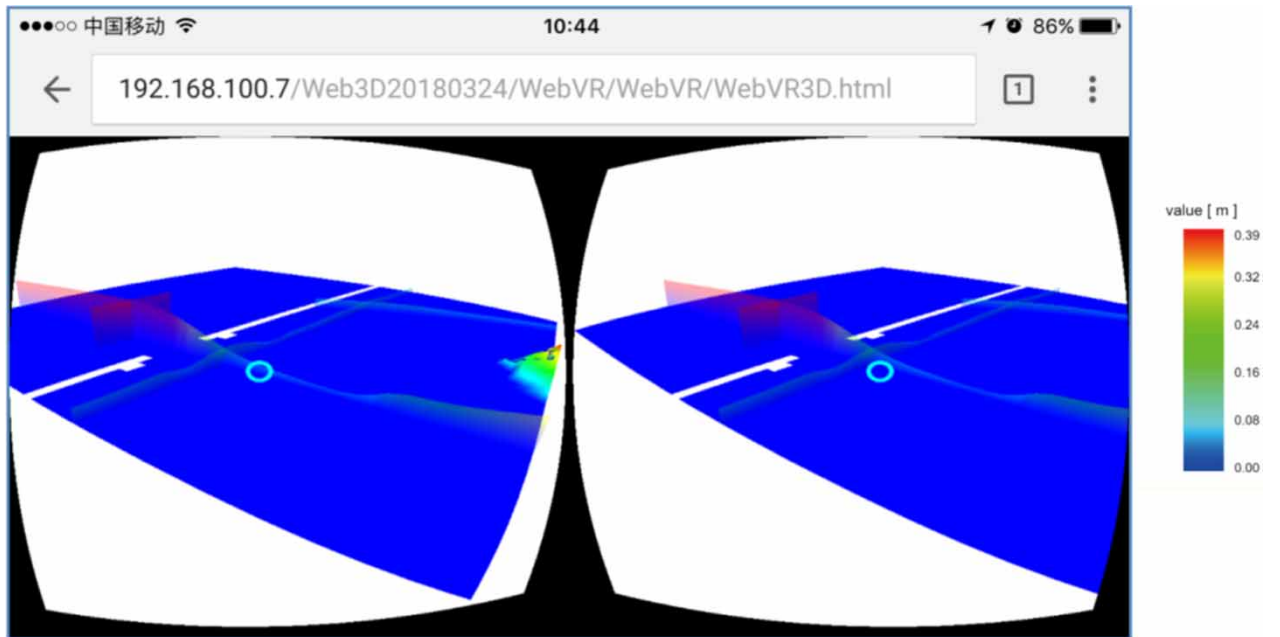 中国移动 10:44 86%
192.168.100.7/Web3D20180324/WebVR/WebVR/WebVR3D.html 1
value [ m ]
0.39
0.32
0.24
0.16
0.08
0.00